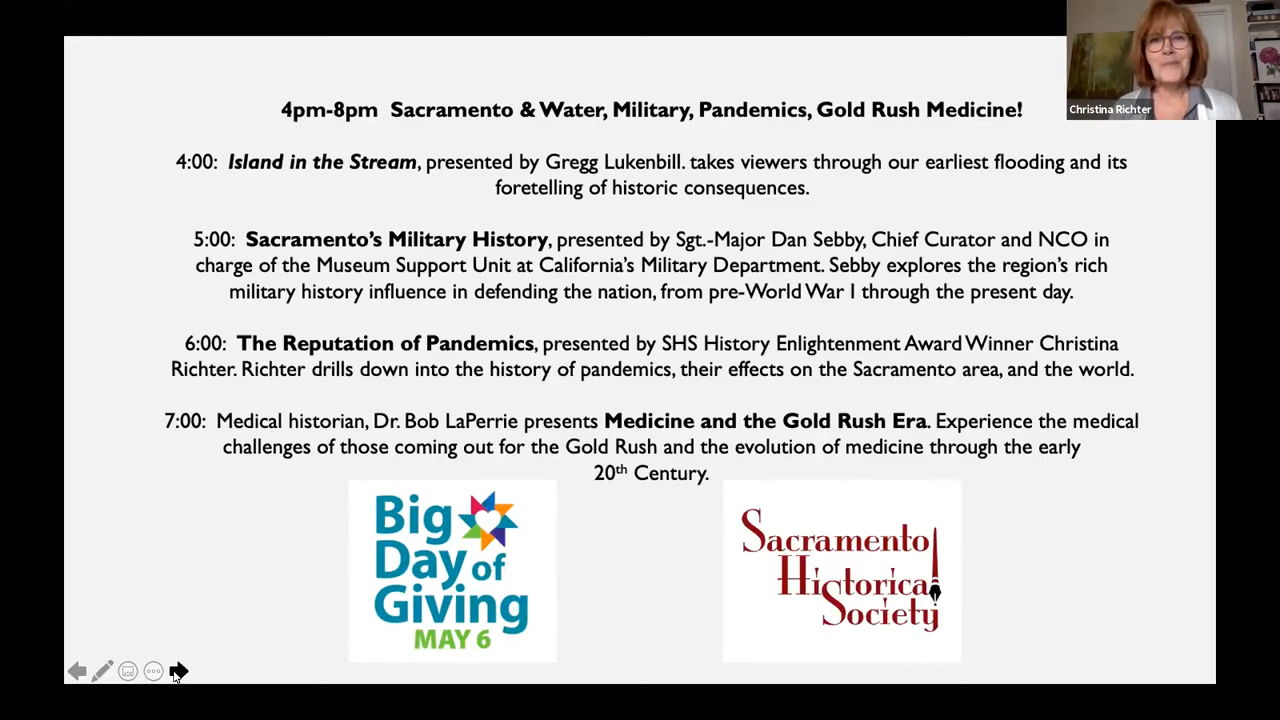 4pm-8pm Sacramento & Water, Military, Pandemics, Gold Rush Medicine!
Christina Richter
4:00: Island in the Stream, presented by Gregg Lukenbill. takes viewers through our earliest flooding and its
foretelling of historic consequences.
5:00: Sacramento's Military History, presented by Sgt.-Major Dan Sebby, Chief Curator and NCO in
charge of the Museum Support Unit at California's Military Department. Sebby explores the region's rich
military history influence in defending the nation, from pre-World War I through the present day.
6:00: The Reputation of Pandemics, presented by SHS History Enlightenment Award Winner Christina
Richter. Richter drills down into the history of pandemics, their effects on the Sacramento area, and the world.
7:00: Medical historian, Dr. Bob LaPerrie presents Medicine and the Gold Rush Era. Experience the medical
challenges of those coming out for the Gold Rush and the evolution of medicine through the early
20th Century.
Big
Day of
Giving
MAY 6
Sacramento
Historical
Society